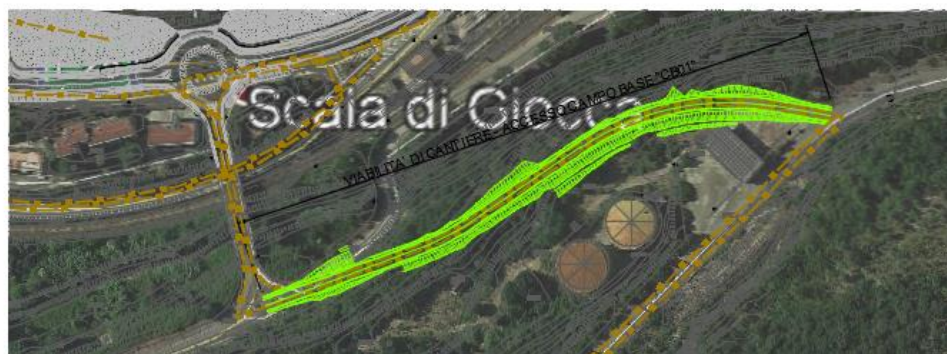 Scala di Giocca
VIABILITA' DI CANTIERE - ACCESSO CAMPO BASE "CB01"